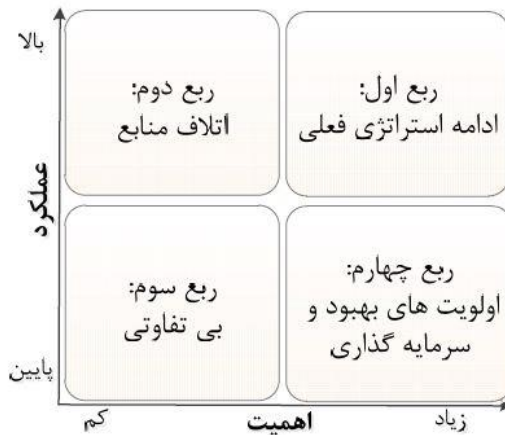 بالا
ربع اول:
ادامه استراتژی فعلی
ربع دوم:
اتلاف منابع
عملکرد
ربع چهارم:
اولویت های بهبود و
سرمایه گذاری
ربع سوم:
بی تفاوتی
پایین
زیاد
اهمیت
کم